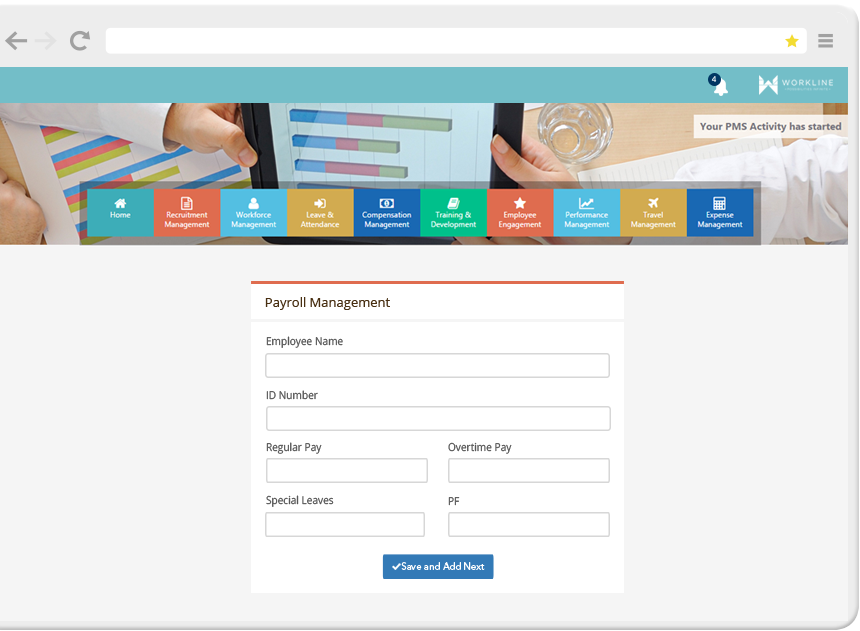 4
WORKLINE
Your PMS Activity has started
Home
Recruitment
Management
Workforce
Management
Leave &
Attendance
Compensation
Management
Training &
Development
Employee
Engagement
Performance
Management
Travel
Management
Expense
Management
Payroll Management
Employee Name
ID Number
Regular Pay
Overtime Pay
Special Leaves
PF
Save and Add Next